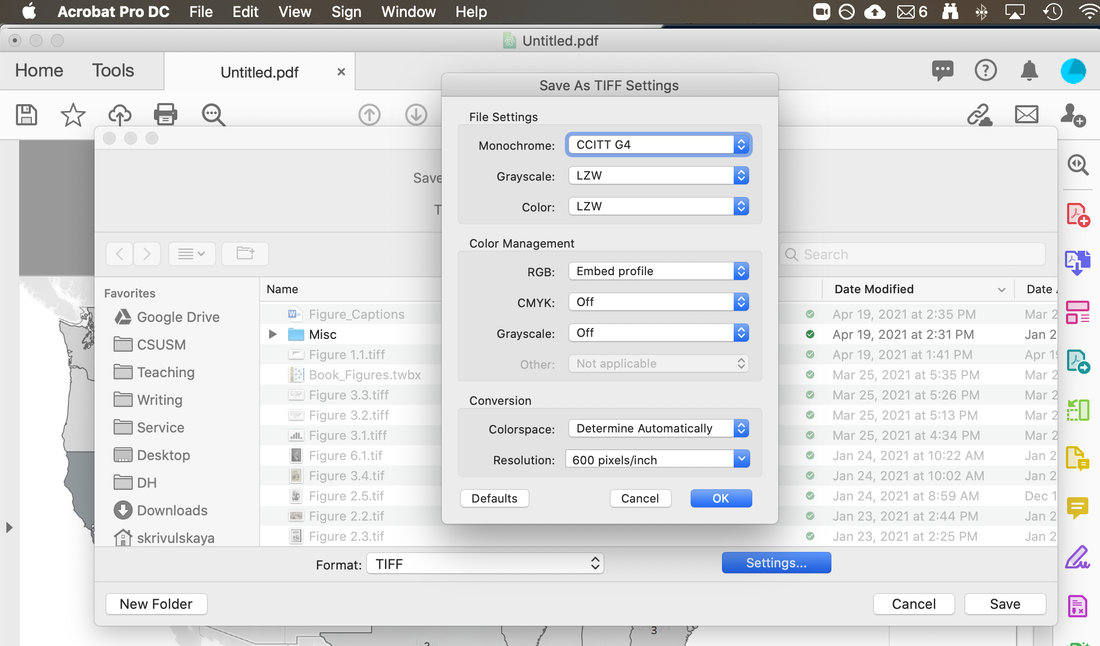 Acrobat Pro DC File Edit View Sign Window Help 6
Untitled.pdf
Home Tools Untitled.pdf ×
Save As TIFF Settings
File Settings
Monochrome: CCITT G4
Grayscale: LZW
Color: LZW
Color Management
RGB: Embed profile
CMYK: Off
Grayscale: Off
Other: Not applicable
Conversion
Colorspace: Determine Automatically
Resolution: 600 pixels/inch
Defaults Cancel OK
Save
Search
Favorites
Google Drive
CSUSM
Teaching
Writing
Service
Desktop
DH
Downloads
skrivulskaya
Name Date Modified Date
Figure_Captions Apr 19, 2021 at 2:35 PM Mar 2
Misc Apr 19, 2021 at 2:31 PM Jan 2
Figure 1.1.tiff Apr 19, 2021 at 1:41 PM Apr 1
Book_Figures.twbx Mar 25, 2021 at 5:35 PM Mar 2
Figure 3.3.tiff Mar 25, 2021 at 5:26 PM Mar 2
Figure 3.2.tiff Mar 25, 2021 at 5:13 PM Mar 2
Figure 3.1.tiff Mar 25, 2021 at 4:34 PM Mar 2
Figure 6.1.tif Jan 24, 2021 at 10:22 AM Jan 2
Figure 3.4.tif Jan 24, 2021 at 10:02 AM Jan 2
Figure 2.5.tif Jan 24, 2021 at 8:59 AM Dec 1
Figure 2.2.tif Jan 23, 2021 at 2:44 PM Jan 2
Figure 2.3.tif Jan 23, 2021 at 2:25 PM Jan 2
Format: TIFF Settings...
New Folder Cancel Save
3